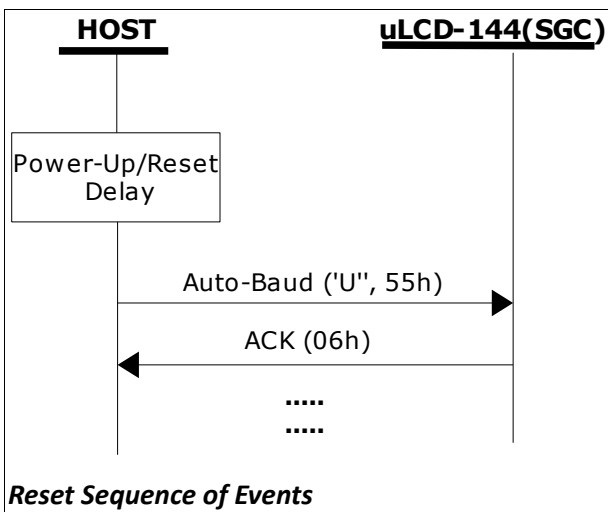 HOST
uLCD-144(SGC)
Power-Up/Reset
Delay
Auto-Baud ('U'', 55h)
ACK (06h)
.....
.....
Reset Sequence of Events